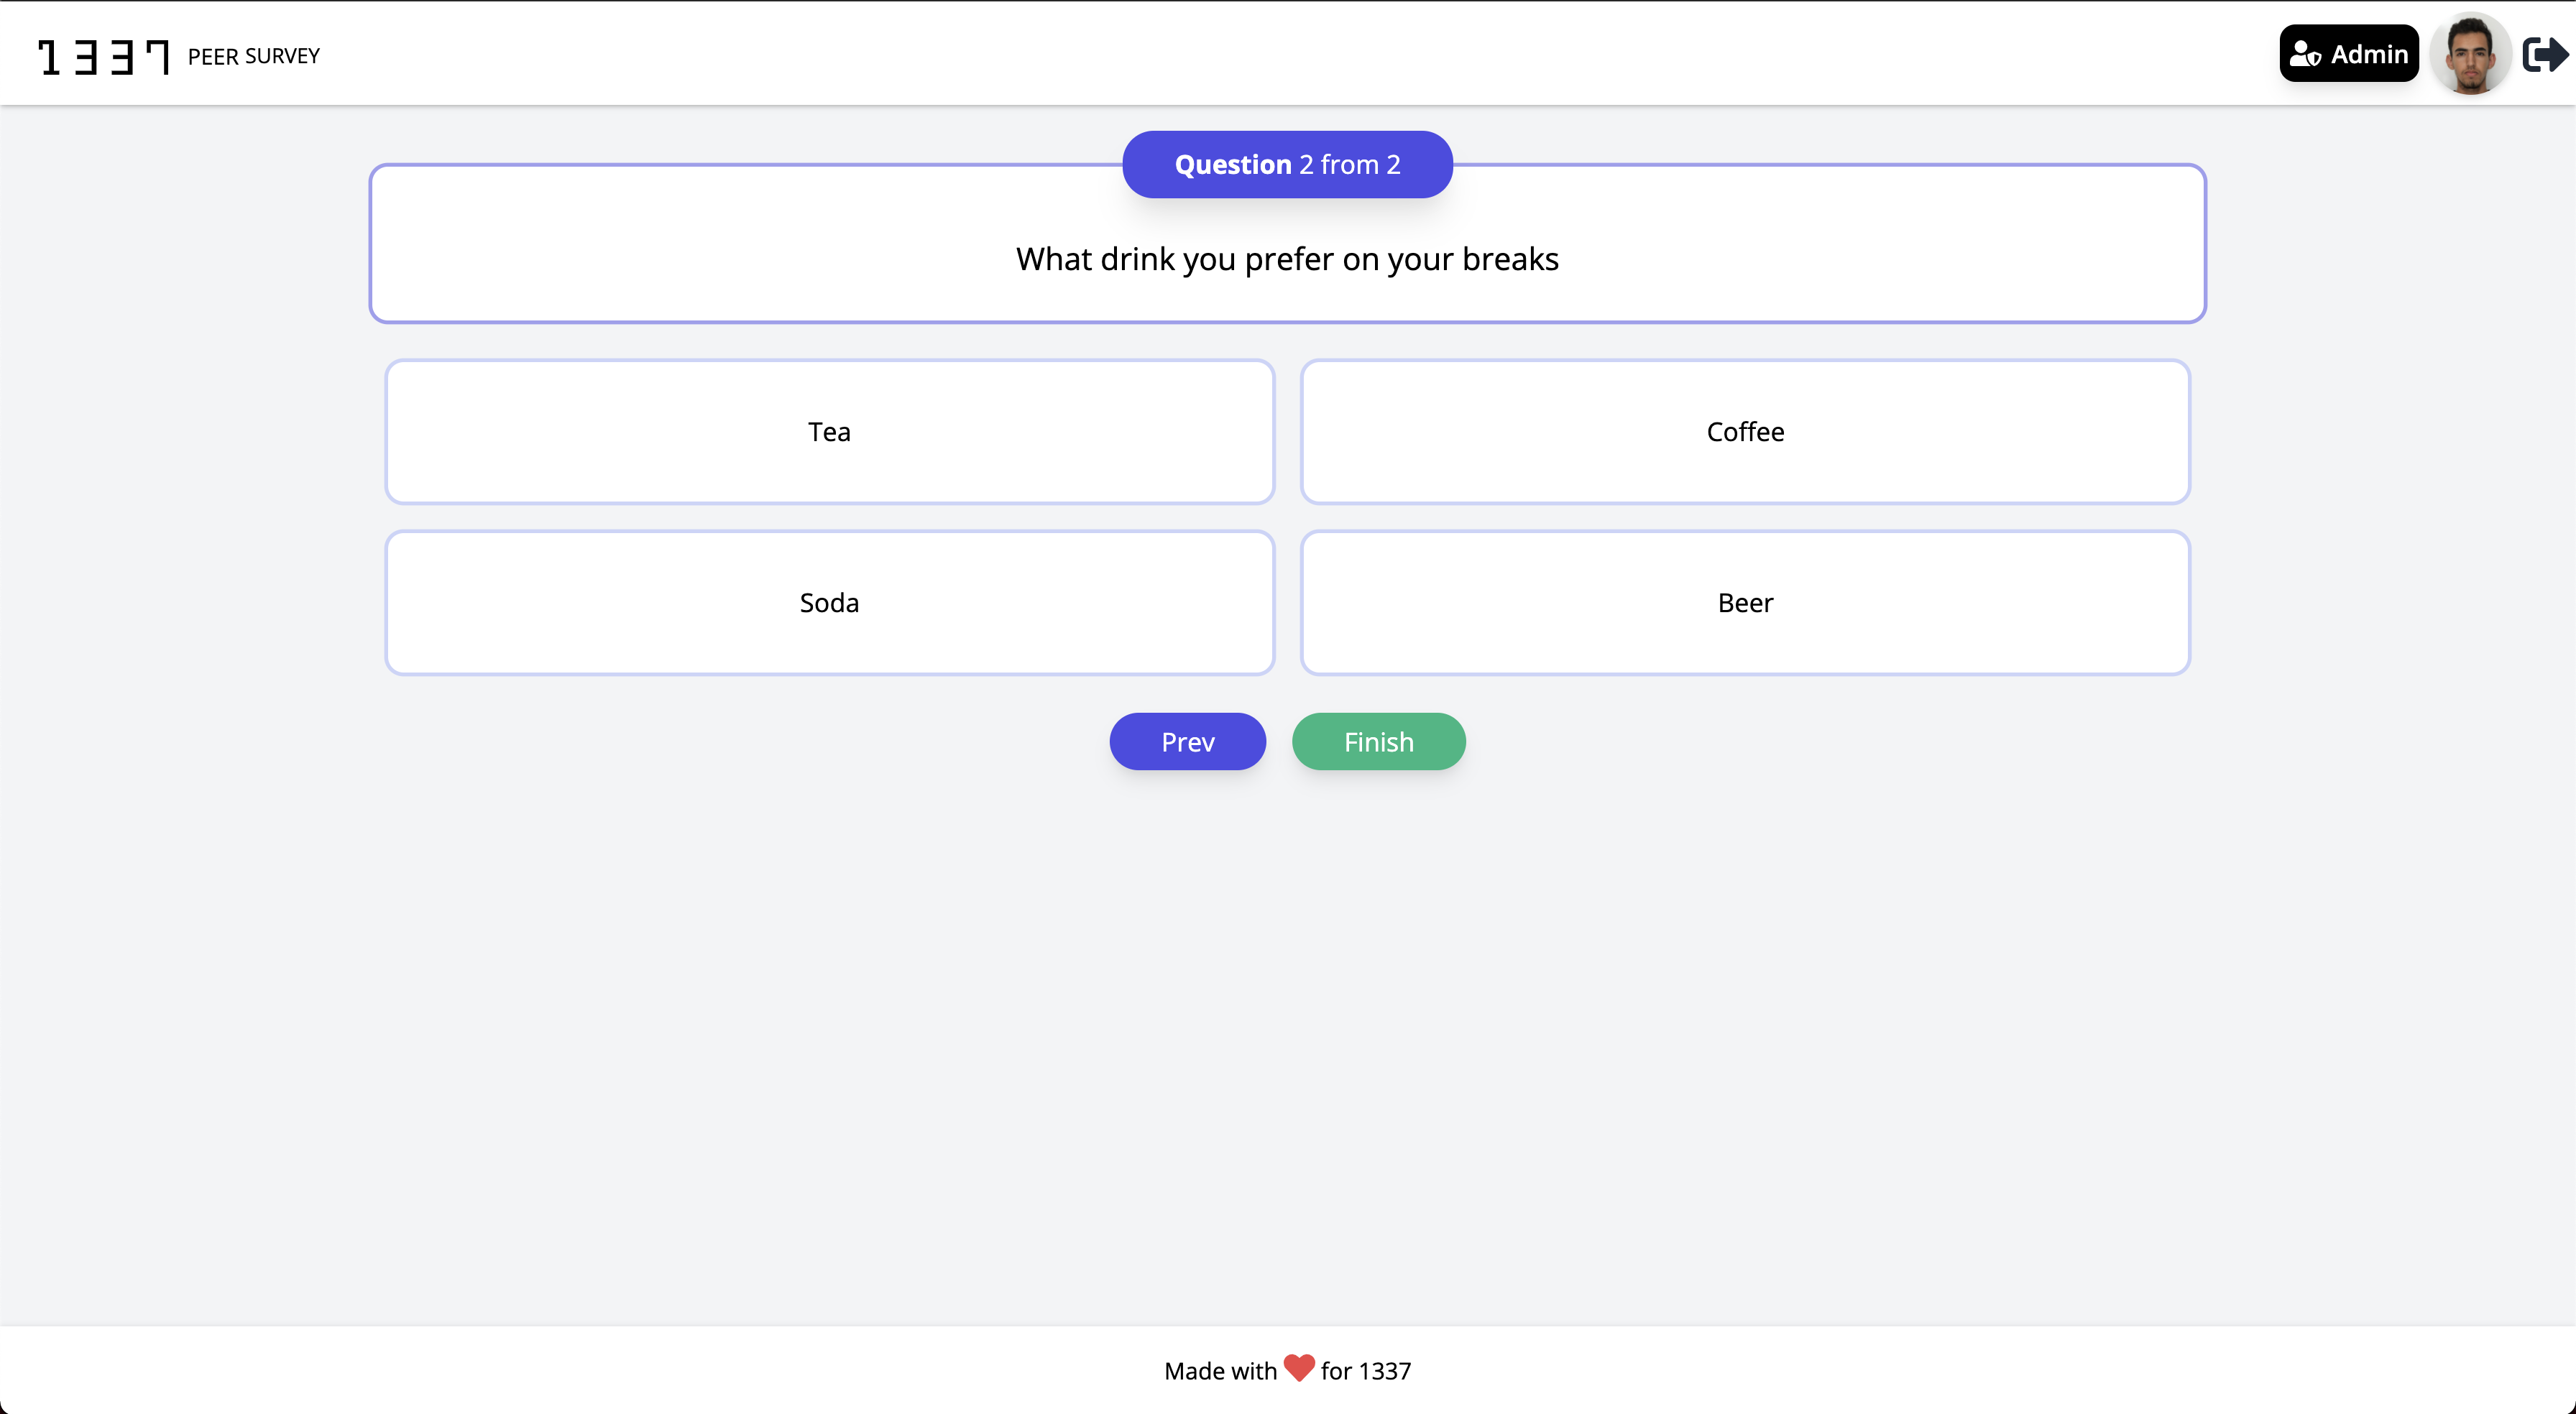 1337 PEER SURVEY
Admin
Question 2 from 2
What drink you prefer on your breaks
Tea
Coffee
Soda
Beer
Prev
Finish
Made with for 1337